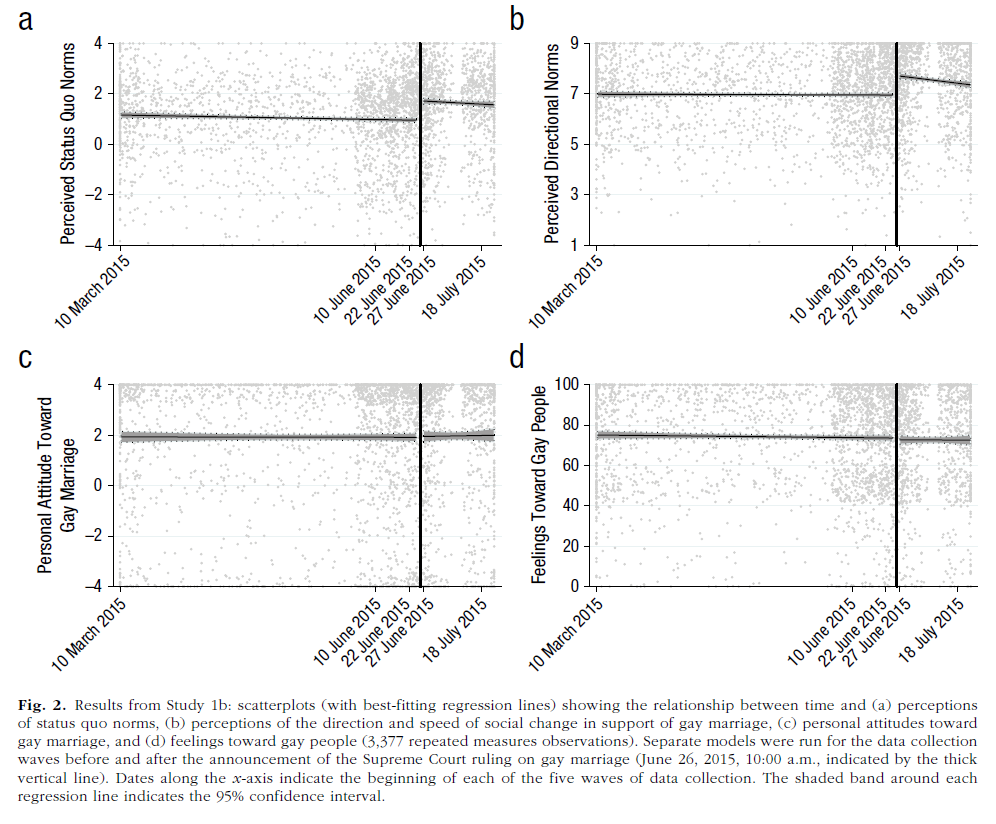 a
4
2
0
–2
–4
Perceived Status Quo Norms
10 March 2015
10 June 2015
22 June 2015
27 June 2015
18 July 2015
b
9
7
5
3
1
Perceived Directional Norms
10 March 2015
10 June 2015
22 June 2015
27 June 2015
18 July 2015
c
4
2
0
–2
–4
Personal Attitude Toward
Gay Marriage
10 March 2015
10 June 2015
22 June 2015
27 June 2015
18 July 2015
d
100
80
60
40
20
0
Feelings Toward Gay People
10 March 2015
10 June 2015
22 June 2015
27 June 2015
18 July 2015
Fig. 2. Results from Study 1b: scatterplots (with best-fitting regression lines) showing the relationship between time and (a) perceptions
of status quo norms, (b) perceptions of the direction and speed of social change in support of gay marriage, (c) personal attitudes toward
gay marriage, and (d) feelings toward gay people (3,377 repeated measures observations). Separate models were run for the data collection
waves before and after the announcement of the Supreme Court ruling on gay marriage (June 26, 2015, 10:00 a.m., indicated by the thick
vertical line). Dates along the x-axis indicate the beginning of each of the five waves of data collection. The shaded band around each
regression line indicates the 95% confidence interval.